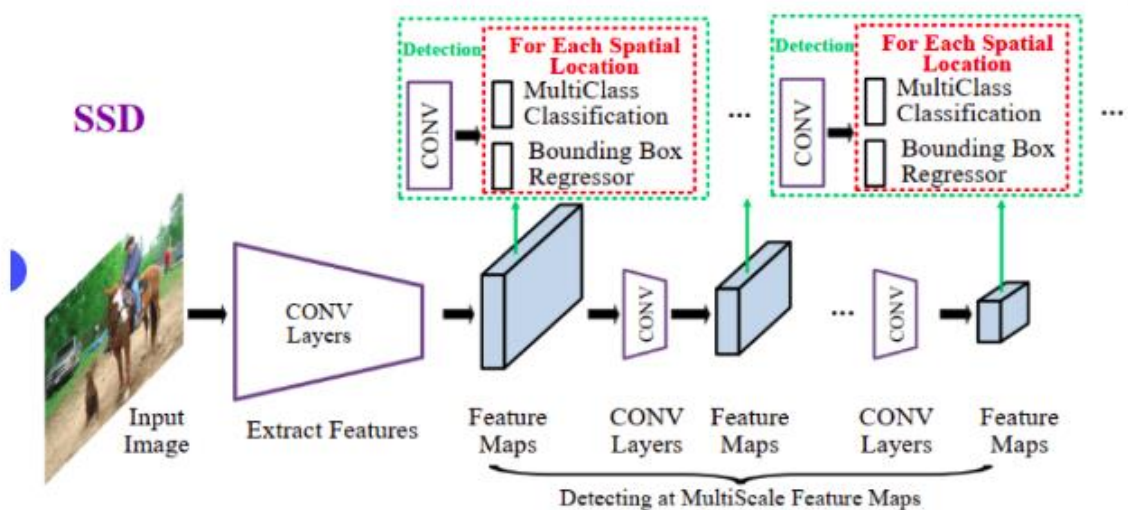 SSD
Detection
For Each Spatial
Location
CONV
MultiClass
Classification
Bounding Box
Regressor
...
Detection
For Each Spatial
Location
CONV
MultiClass
Classification
Bounding Box
Regressor
...
CONV
Layers
CONV
...
CONV
Input
Image
Extract Features
Feature
Maps
CONV
Layers
Feature
Maps
CONV
Layers
Feature
Maps
Detecting at MultiScale Feature Maps